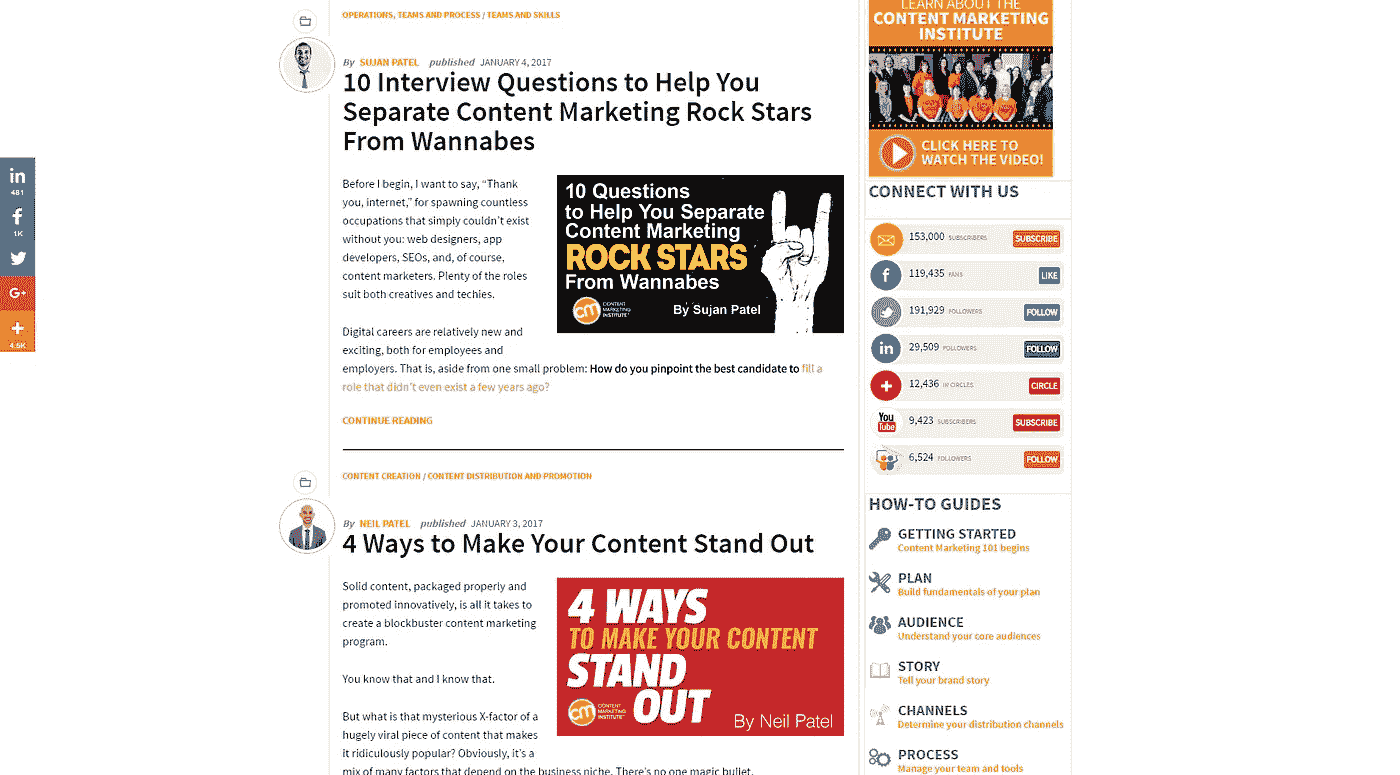 in
481
f
1K
G+
+
4.5K
OPERATIONS, TEAMS AND PROCESS / TEAMS AND SKILLS
By SUJAN PATEL published JANUARY 4, 2017
10 Interview Questions to Help You
Separate Content Marketing Rock Stars
From Wannabes
Before I begin, I want to say, “Thank
you, internet,” for spawning countless
occupations that simply couldn’t exist
without you: web designers, app
developers, SEOs, and, of course,
content marketers. Plenty of the roles
suit both creatives and techies.
10 Questions
to Help You Separate
Content Marketing
ROCK STARS
From Wannabes
cm CONTENT
MARKETING
INSTITUTE™
By Sujan Patel
Digital careers are relatively new and
exciting, both for employees and
employers. That is, aside from one small problem: How do you pinpoint the best candidate to fill a
role that didn’t even exist a few years ago?
CONTINUE READING
CONTENT CREATION / CONTENT DISTRIBUTION AND PROMOTION
By NEIL PATEL published JANUARY 3, 2017
4 Ways to Make Your Content Stand Out
Solid content, packaged properly and
promoted innovatively, is all it takes to
create a blockbuster content marketing
program.
You know that and I know that.
But what is that mysterious X-factor of a
hugely viral piece of content that makes
it ridiculously popular? Obviously, it’s a
mix of many factors that depend on the business niche. There’s no one magic bullet.
4 WAYS
TO MAKE YOUR CONTENT
STAND
OUT
cm CONTENT
MARKETING
INSTITUTE™
By Neil Patel
LEARN ABOUT THE
CONTENT MARKETING
INSTITUTE
CLICK HERE TO
WATCH THE VIDEO!
CONNECT WITH US
153,000 SUBSCRIBERS SUBSCRIBE
f 119,435 FANS LIKE
191,929 FOLLOWERS FOLLOW
in 29,509 FOLLOWERS FOLLOW
+ 12,436 IN CIRCLES CIRCLE
You
Tube 9,423 SUBSCRIBERS SUBSCRIBE
6,524 FOLLOWERS FOLLOW
HOW-TO GUIDES
GETTING STARTED
Content Marketing 101 begins
PLAN
Build fundamentals of your plan
AUDIENCE
Understand your core audiences
STORY
Tell your brand story
CHANNELS
Determine your distribution channels
PROCESS
Manage your team and tools